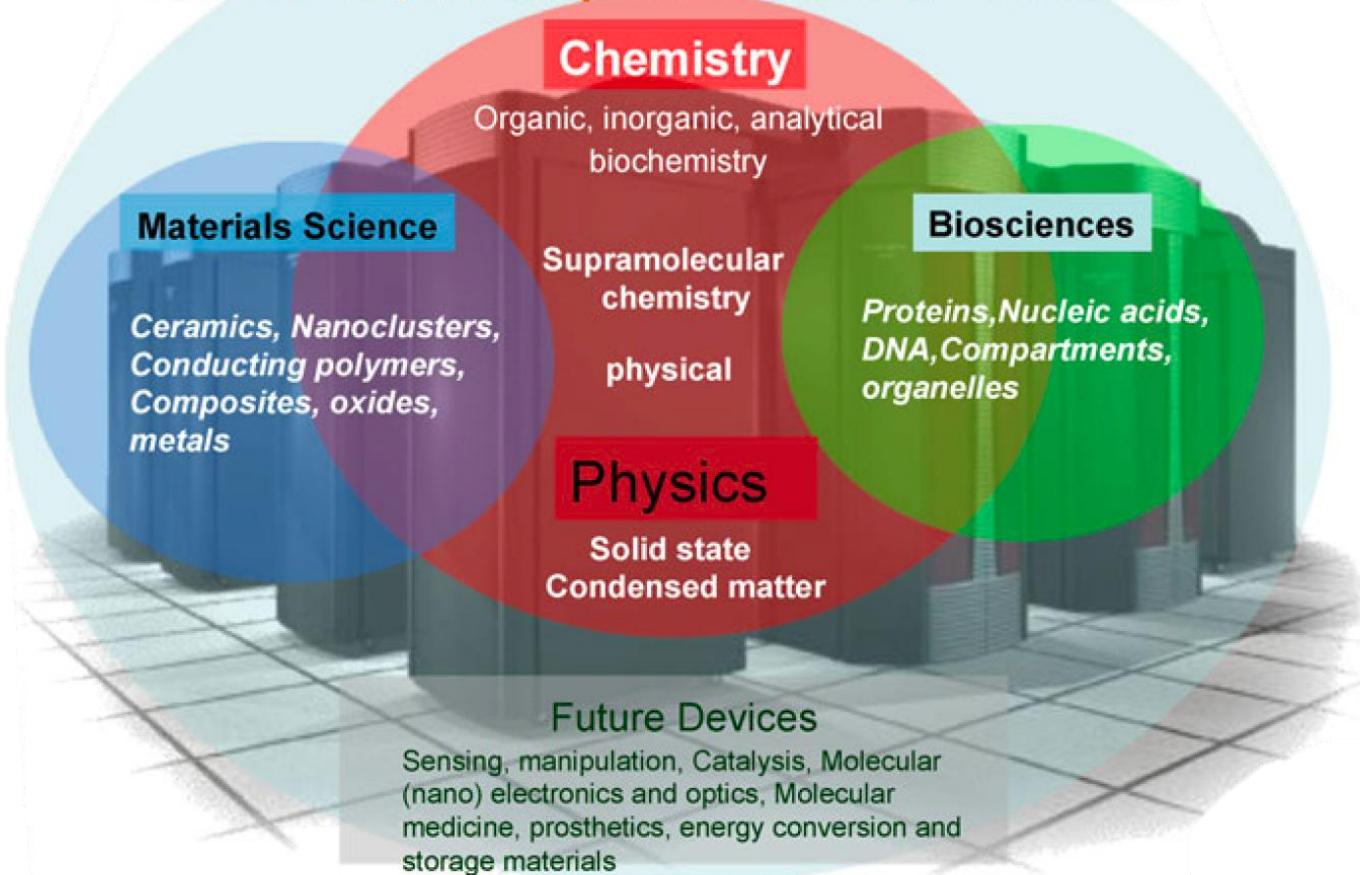 Chemistry
Organic, inorganic, analytical
biochemistry
Materials Science
Ceramics, Nanoclusters,
Conducting polymers,
Composites, oxides,
metals
Supramolecular
chemistry
physical
Biosciences
Proteins,Nucleic acids,
DNA,Compartments,
organelles
Physics
Solid state
Condensed matter
Future Devices
Sensing, manipulation, Catalysis, Molecular
(nano) electronics and optics, Molecular
medicine, prosthetics, energy conversion and
storage materials